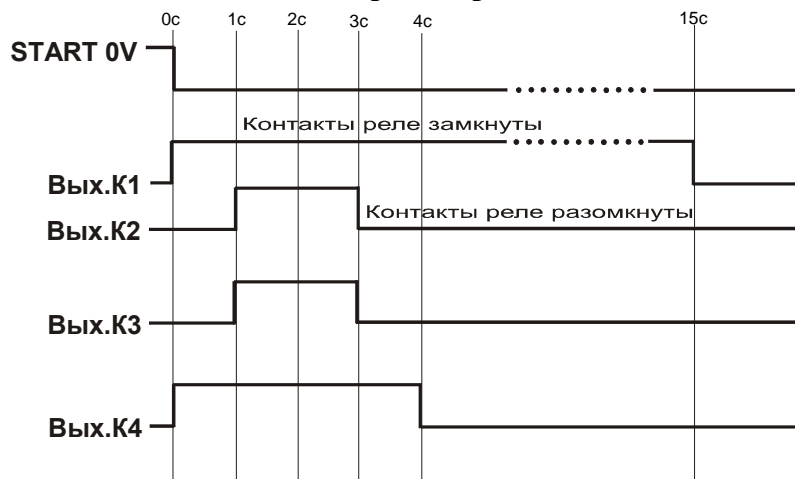 0с 1с 2с 3с 4с 15с
START 0V
Контакты реле замкнуты
Вых.К1
Контакты реле разомкнуты
Вых.К2
Вых.К3
Вых.К4